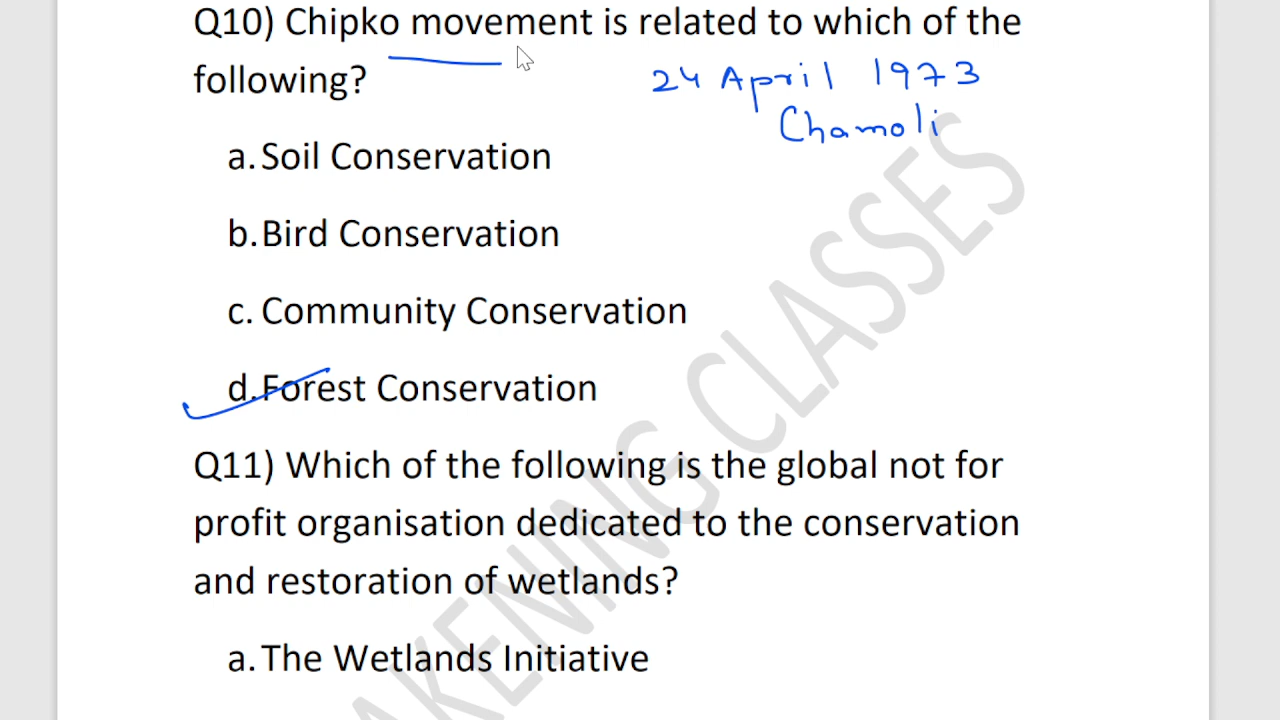 Q10) Chipko movement is related to which of the
following?
24 April 1973
Chamoli
a. Soil Conservation
b. Bird Conservation
c. Community Conservation
d. Forest Conservation
Q11) Which of the following is the global not for
profit organisation dedicated to the conservation
and restoration of wetlands?
a. The Wetlands Initiative
AKENING CLASSES